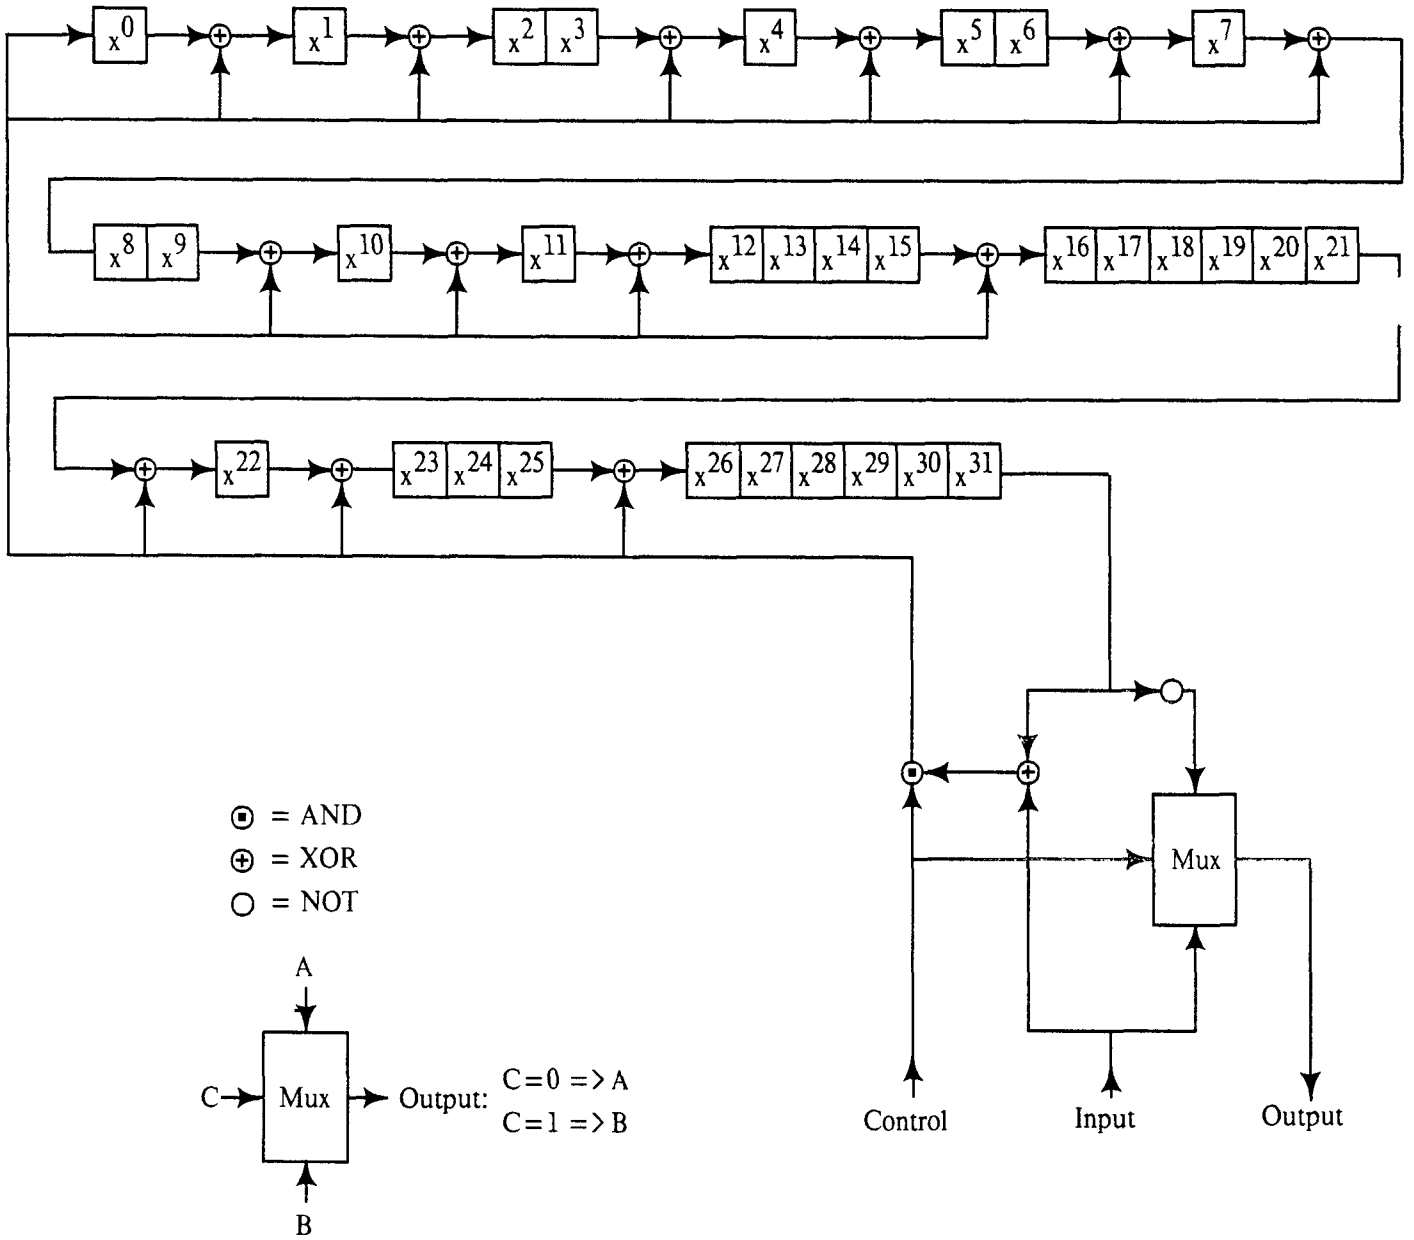 x0 x1 x2 x3 x4 x5 x6 x7
x8 x9 x10 x11 x12 x13 x14 x15 x16 x17 x18 x19 x20 x21
x22 x23 x24 x25 x26 x27 x28 x29 x30 x31
= AND
= XOR
= NOT
Mux
A
C Mux Output: C=0 => A
C=1 => B
B
Control Input Output